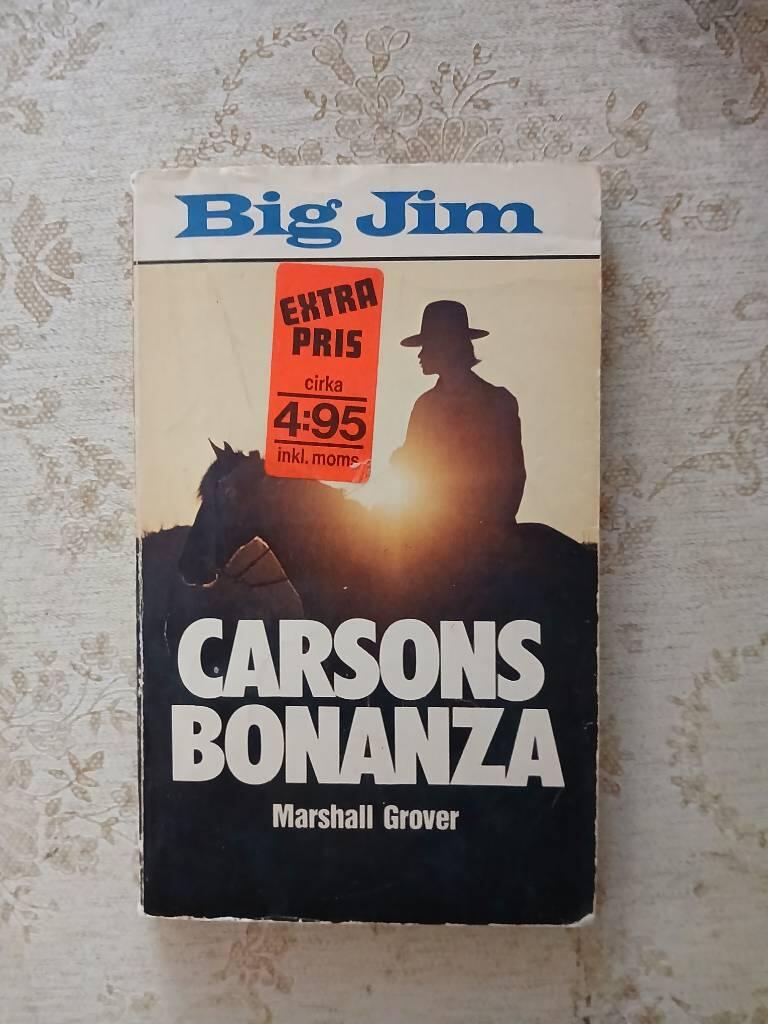 Big Jim
EXTRA
PRIS
cirka
4:95
inkl. moms
CARSONS
BONANZA
Marshall Grover